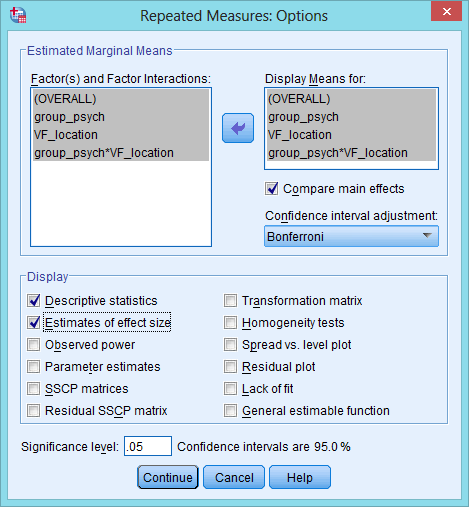 Repeated Measures: Options
Estimated Marginal Means
Factor(s) and Factor Interactions:
(OVERALL)
group_psych
VF_location
group_psych*VF_location
Display Means for:
(OVERALL)
group_psych
VF_location
group_psych*VF_location
Compare main effects
Confidence interval adjustment:
Bonferroni
Display
Descriptive statistics
Estimates of effect size
Observed power
Parameter estimates
SSCP matrices
Residual SSCP matrix
Transformation matrix
Homogeneity tests
Spread vs. level plot
Residual plot
Lack of fit
General estimable function
Significance level: .05 Confidence intervals are 95.0 %
Continue Cancel Help